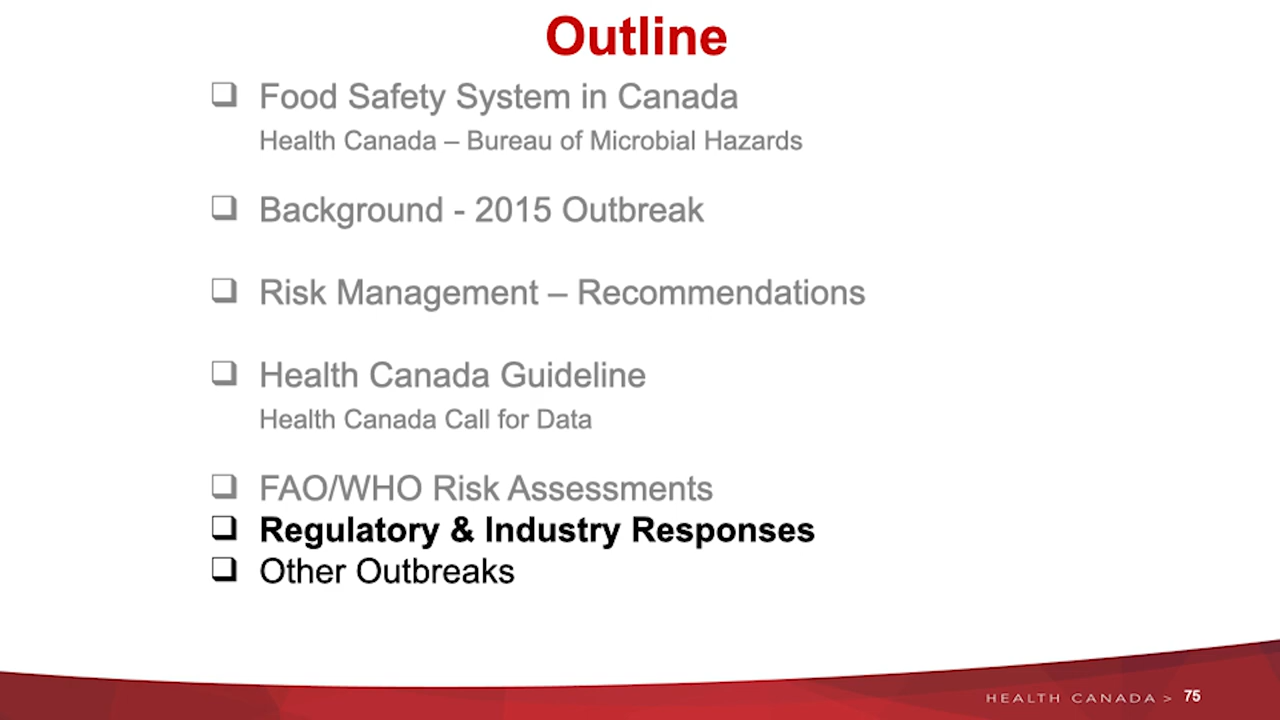 Outline
❑ Food Safety System in Canada
Health Canada – Bureau of Microbial Hazards
❑ Background - 2015 Outbreak
❑ Risk Management – Recommendations
❑ Health Canada Guideline
Health Canada Call for Data
❑ FAO/WHO Risk Assessments
❑ Regulatory & Industry Responses
❑ Other Outbreaks
HEALTH CANADA > 75